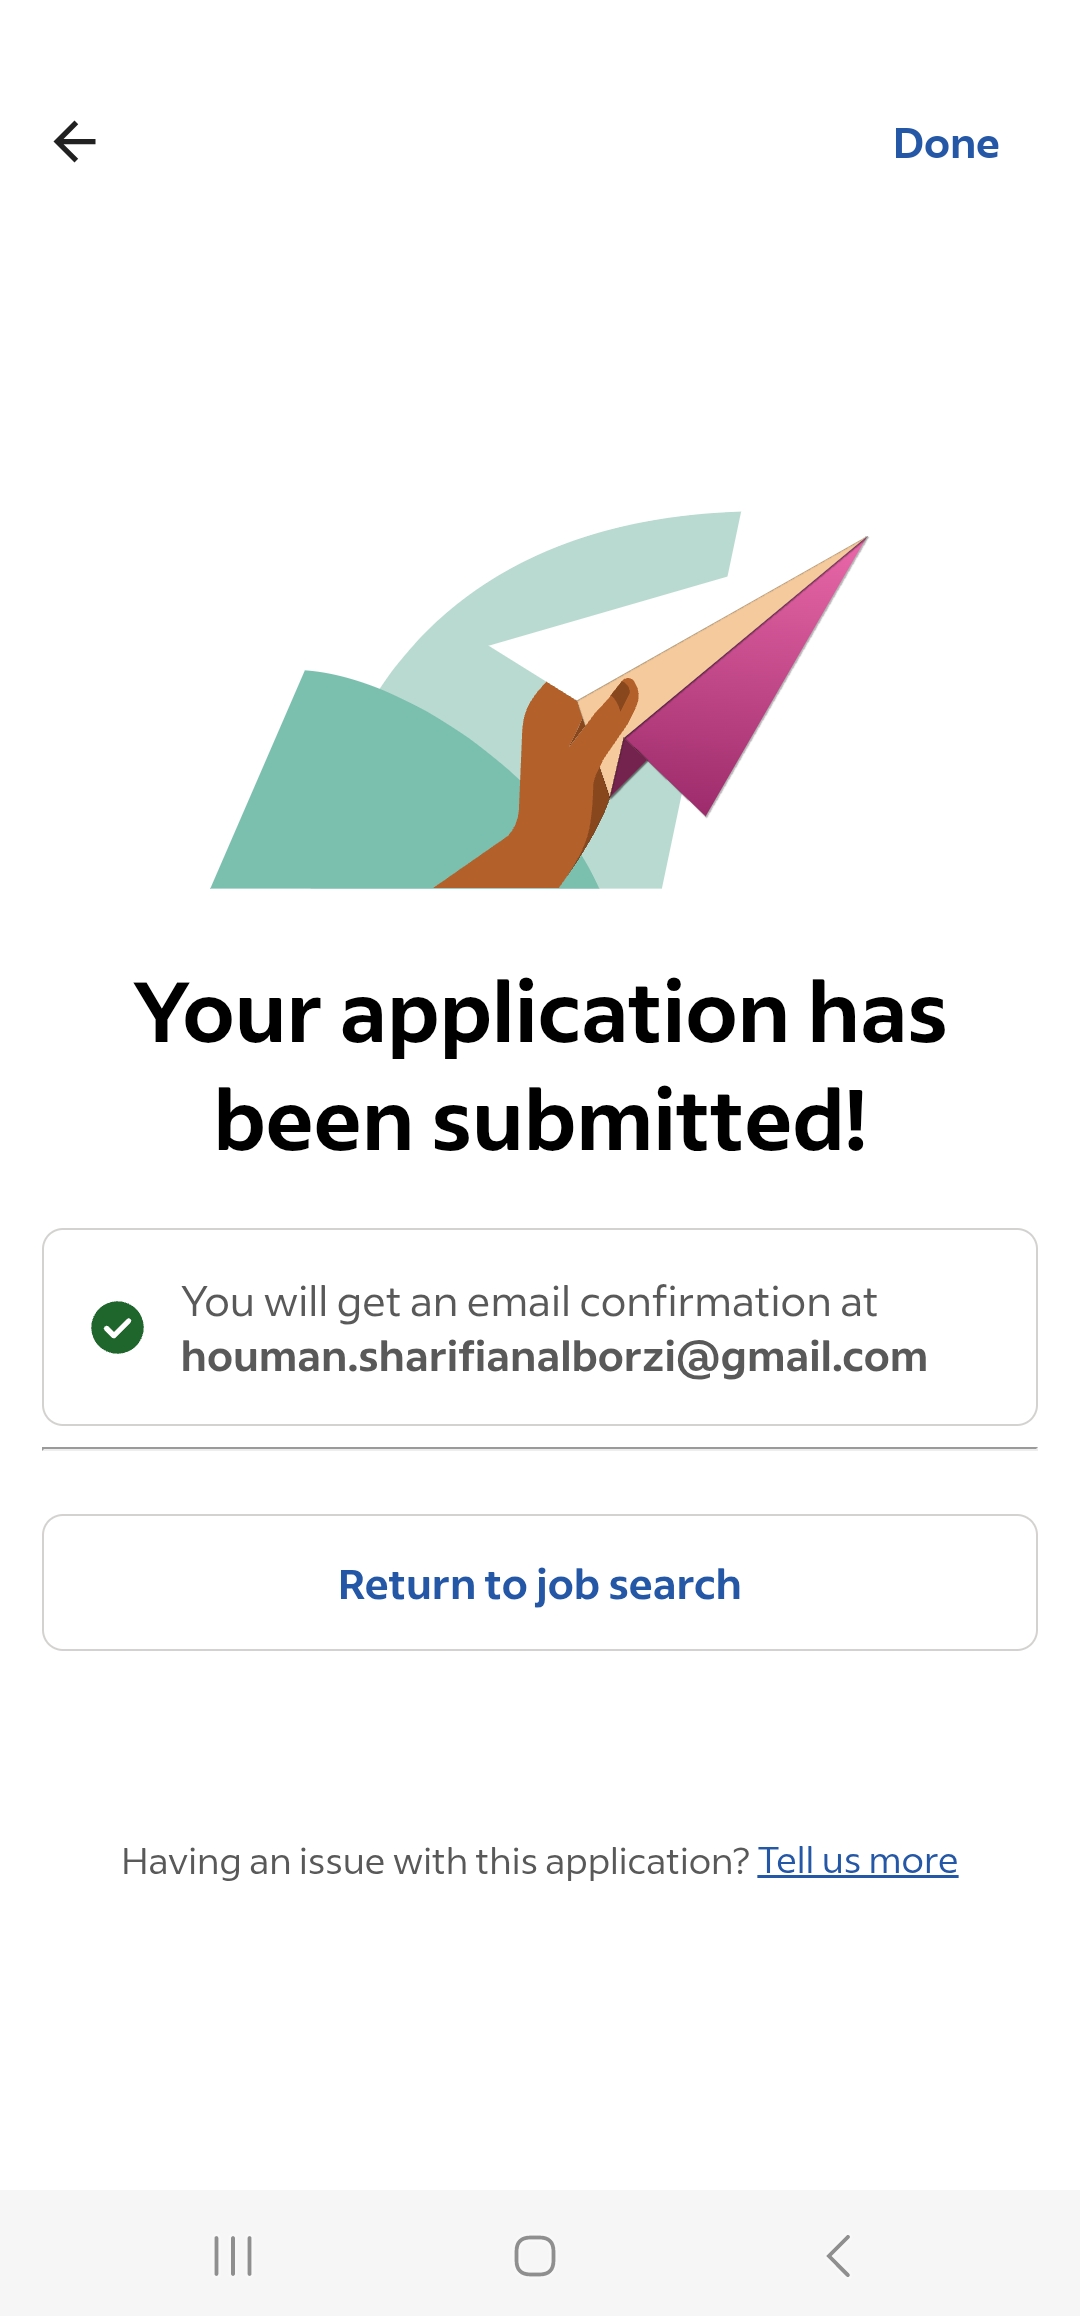 Done
Your application has
been submitted!
You will get an email confirmation at
houman.sharifianalborzi@gmail.com
Return to job search
Having an issue with this application? Tell us more